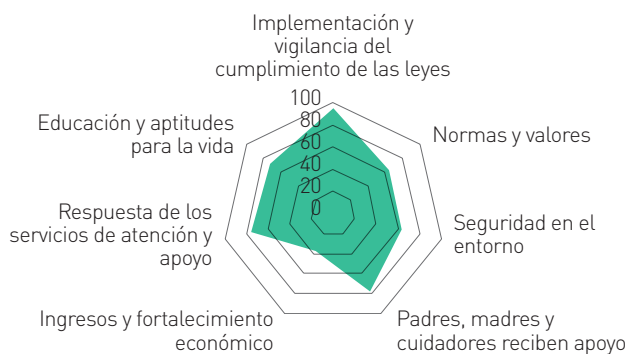 Implementación y
vigilancia del
cumplimiento de las leyes
100
80
60
40
20
0
Normas y valores
Seguridad en el
entorno
Padres, madres y
cuidadores reciben apoyo
Ingresos y fortalecimiento
económico
Respuesta de los
servicios de atención y
apoyo
Educación y aptitudes
para la vida